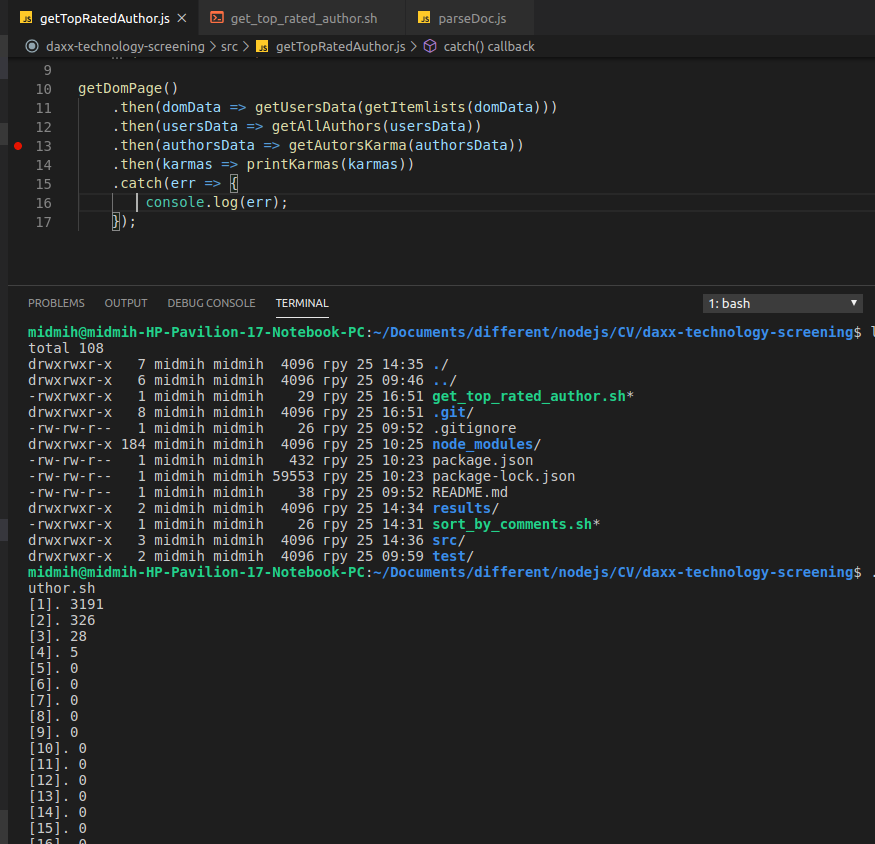 getTopRatedAuthor.js
get_top_rated_author.sh
parseDoc.js
daxx-technology-screening > src > getTopRatedAuthor.js > catch() callback
9
10 getDomPage()
11 .then(domData => getUsersData(getItemlists(domData)))
12 .then(usersData => getAllAuthors(usersData))
13 .then(authorsData => getAutorsKarma(authorsData))
14 .then(karmas => printKarmas(karmas))
15 .catch(err => {
16 console.log(err);
17 });
PROBLEMS OUTPUT DEBUG CONSOLE TERMINAL 1: bash
midmih@midmih-HP-Pavilion-17-Notebook-PC:~/Documents/different/nodejs/CV/daxx-technology-screening$ l
total 108
drwxrwxr-x 7 midmih midmih 4096 гру 25 14:35 ./
drwxrwxr-x 6 midmih midmih 4096 гру 25 09:46 ../
-rwxrwxr-x 1 midmih midmih 29 гру 25 16:51 get_top_rated_author.sh*
drwxrwxr-x 8 midmih midmih 4096 гру 25 16:51 .git/
-rw-rw-r-- 1 midmih midmih 26 гру 25 09:52 .gitignore
drwxrwxr-x 184 midmih midmih 4096 гру 25 10:25 node_modules/
-rw-rw-r-- 1 midmih midmih 432 гру 25 10:23 package.json
-rw-rw-r-- 1 midmih midmih 59553 гру 25 10:23 package-lock.json
-rw-rw-r-- 1 midmih midmih 38 гру 25 09:52 README.md
drwxrwxr-x 2 midmih midmih 4096 гру 25 14:34 results/
-rwxrwxr-x 1 midmih midmih 26 гру 25 14:31 sort_by_comments.sh*
drwxrwxr-x 3 midmih midmih 4096 гру 25 14:36 src/
drwxrwxr-x 2 midmih midmih 4096 гру 25 09:59 test/
midmih@midmih-HP-Pavilion-17-Notebook-PC:~/Documents/different/nodejs/CV/daxx-technology-screening$ .
uthor.sh
[1]. 3191
[2]. 326
[3]. 28
[4]. 5
[5]. 0
[6]. 0
[7]. 0
[8]. 0
[9]. 0
[10]. 0
[11]. 0
[12]. 0
[13]. 0
[14]. 0
[15]. 0
[16]. 0